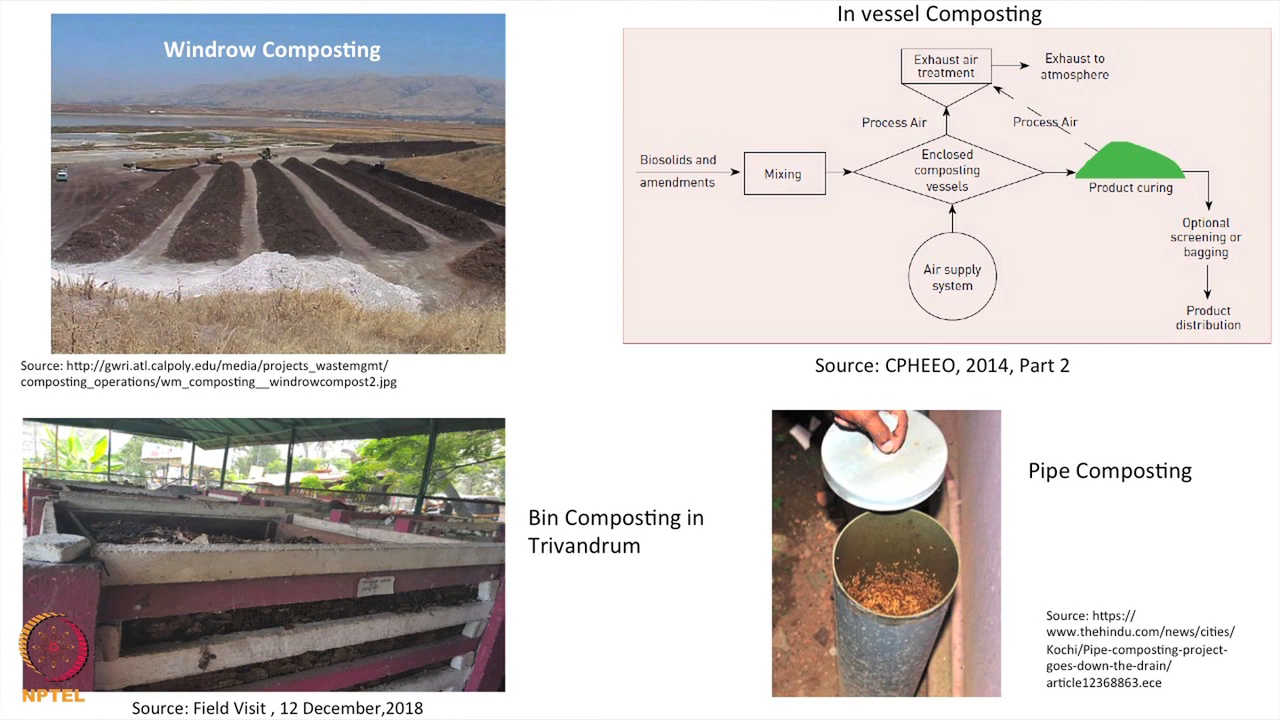 Windrow Composting
Source: http://gwri.atl.calpoly.edu/media/projects_wastemgmt/
composting_operations/wm_composting__windrowcompost2.jpg
In vessel Composting
Exhaust air
treatment
Exhaust to
atmosphere
Process Air
Process Air
Biosolids and
amendments
Mixing
Enclosed
composting
vessels
Product curing
Air supply
system
Optional
screening or
bagging
Product
distribution
Source: CPHEEO, 2014, Part 2
Bin Composting in
Trivandrum
NPTEL
Source: Field Visit , 12 December,2018
Pipe Composting
Source: https://
www.thehindu.com/news/cities/
Kochi/Pipe-composting-project-
goes-down-the-drain/
article12368863.ece